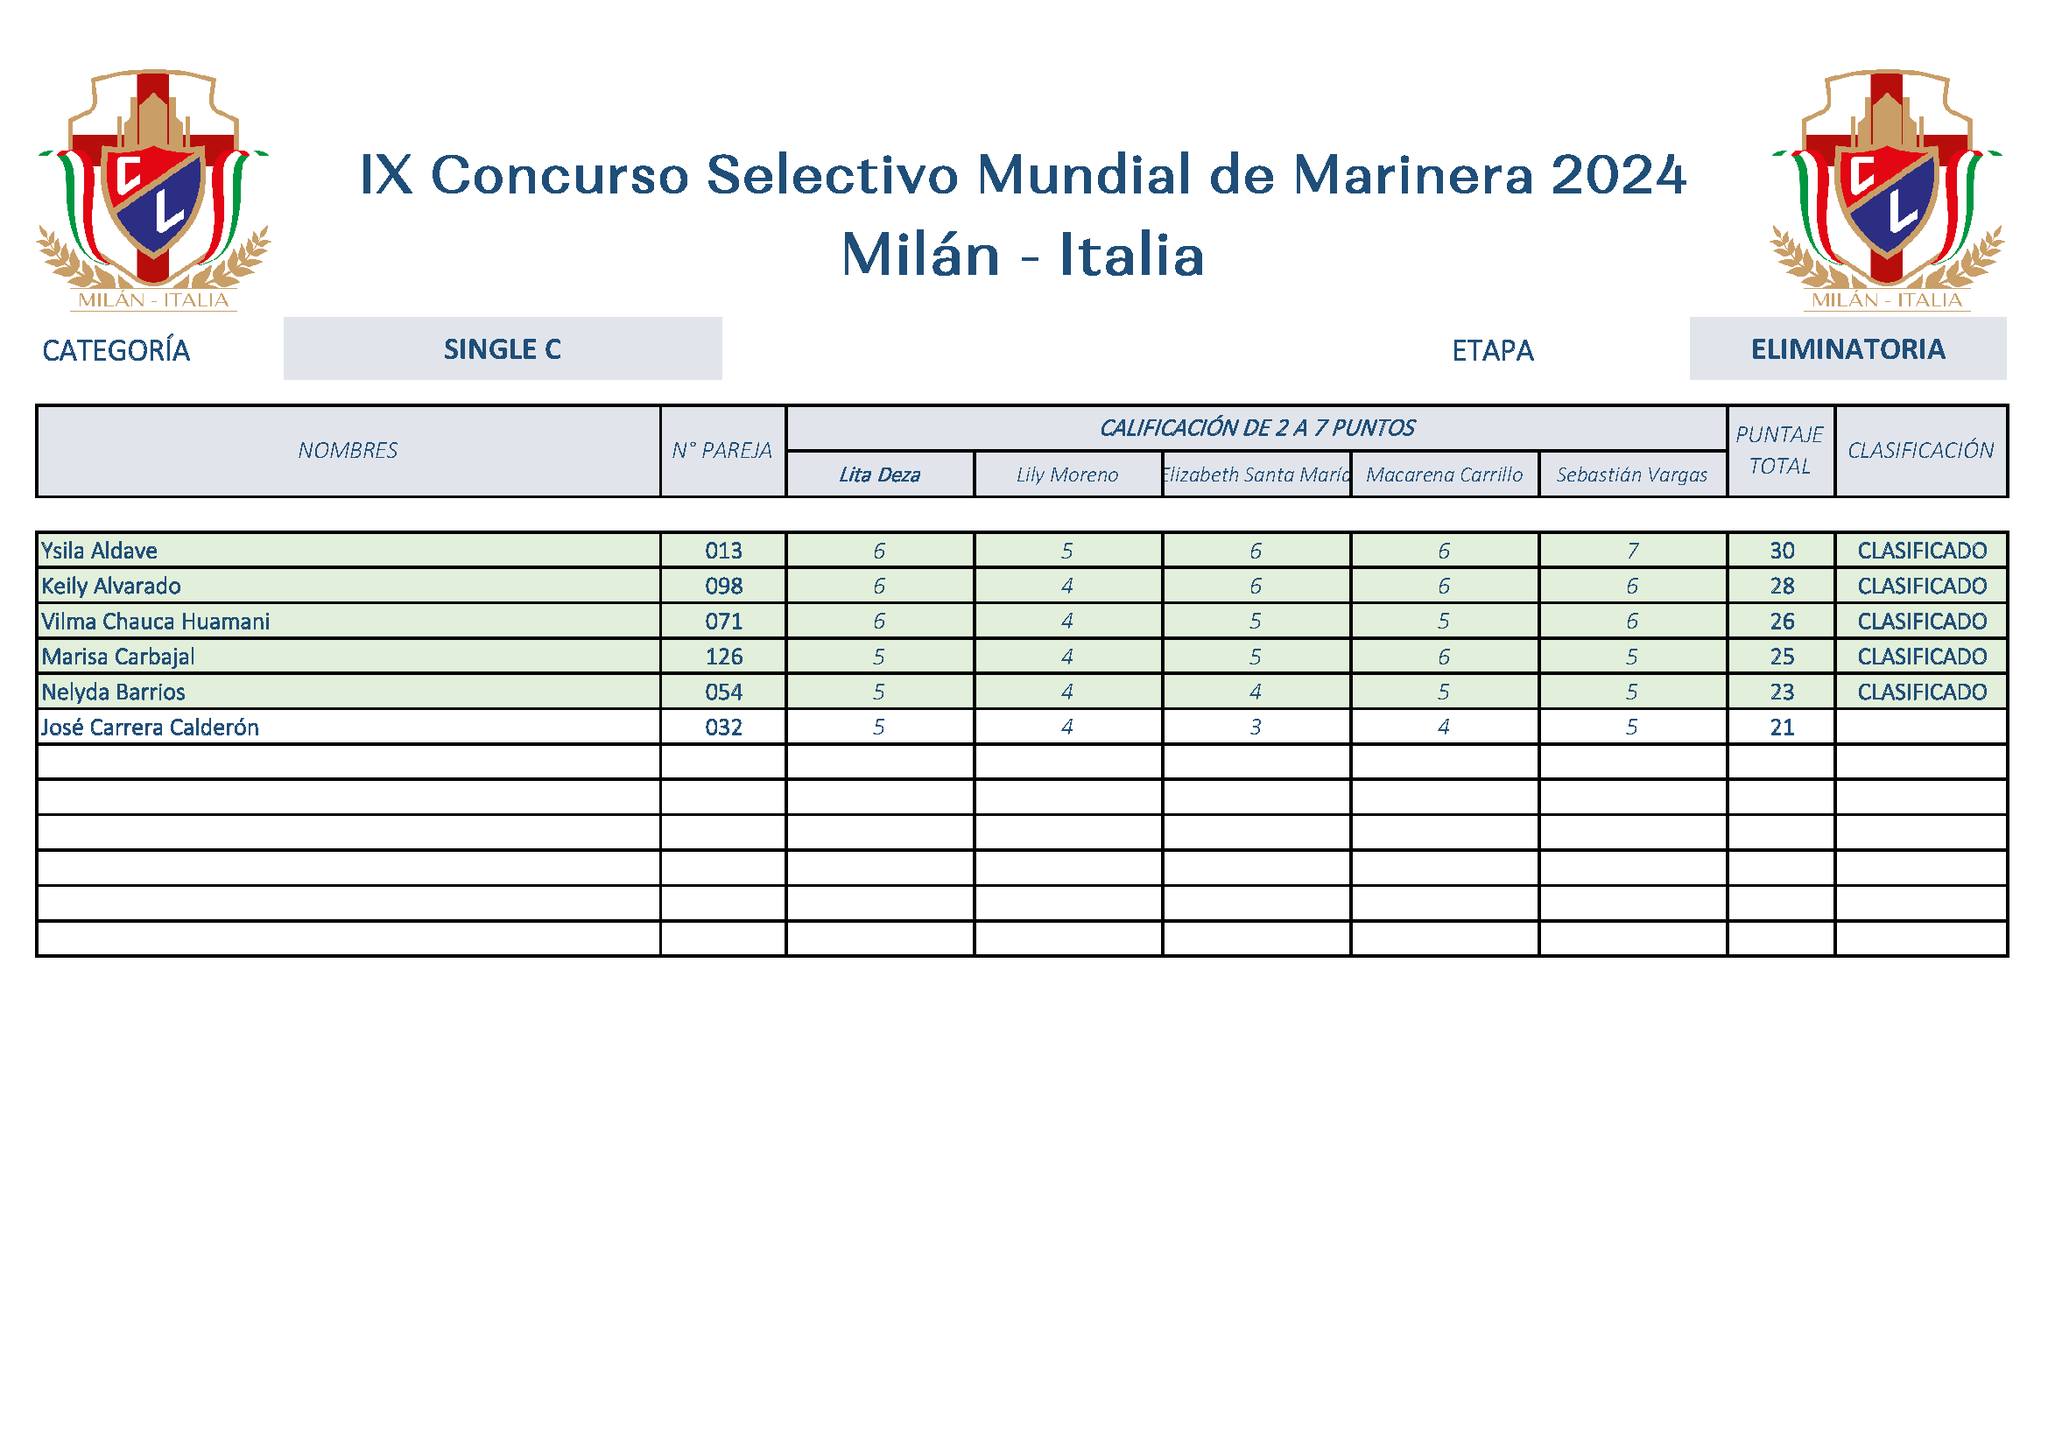 IX Concurso Selectivo Mundial de Marinera 2024
Milán - Italia
CL
MILÁN - ITALIA
CL
MILÁN - ITALIA
CATEGORÍA SINGLE C ETAPA ELIMINATORIA
NOMBRES N° PAREJA CALIFICACIÓN DE 2 A 7 PUNTOS PUNTAJE TOTAL CLASIFICACIÓN
Lita Deza Lily Moreno Elizabeth Santa María Macarena Carrillo Sebastián Vargas
Ysila Aldave 013 6 5 6 6 7 30 CLASIFICADO
Keily Alvarado 098 6 4 6 6 6 28 CLASIFICADO
Vilma Chauca Huamani 071 6 4 5 5 6 26 CLASIFICADO
Marisa Carbajal 126 5 4 5 6 5 25 CLASIFICADO
Nelyda Barrios 054 5 4 4 5 5 23 CLASIFICADO
José Carrera Calderón 032 5 4 3 4 5 21